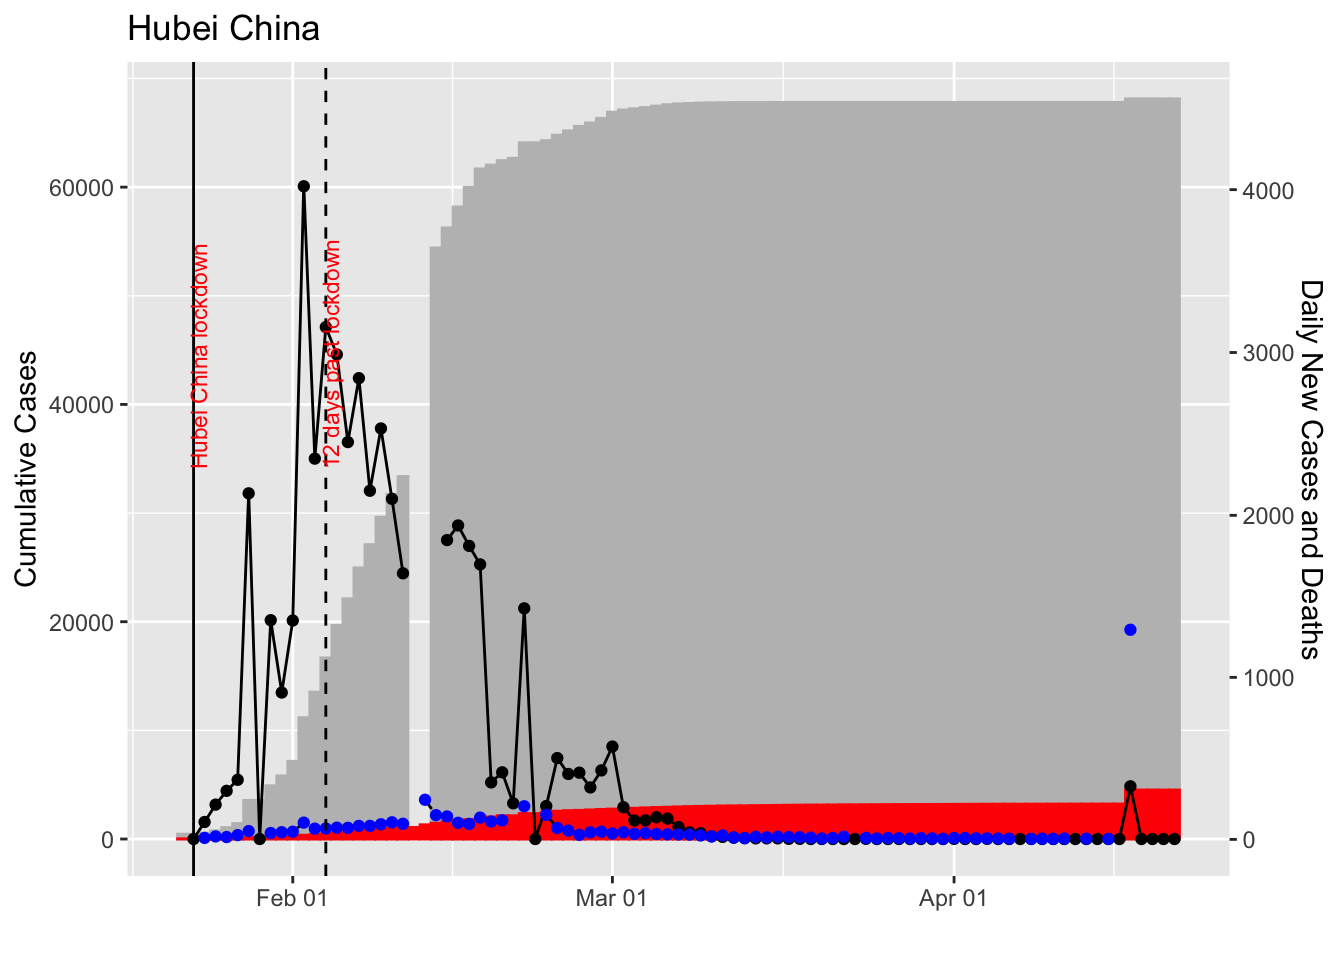 Hubei China
Cumulative Cases
60000
40000
20000
0
Hubei China lockdown
12 days past lockdown
4000
3000
2000
1000
0
Daily New Cases and Deaths
Feb 01
Mar 01
Apr 01